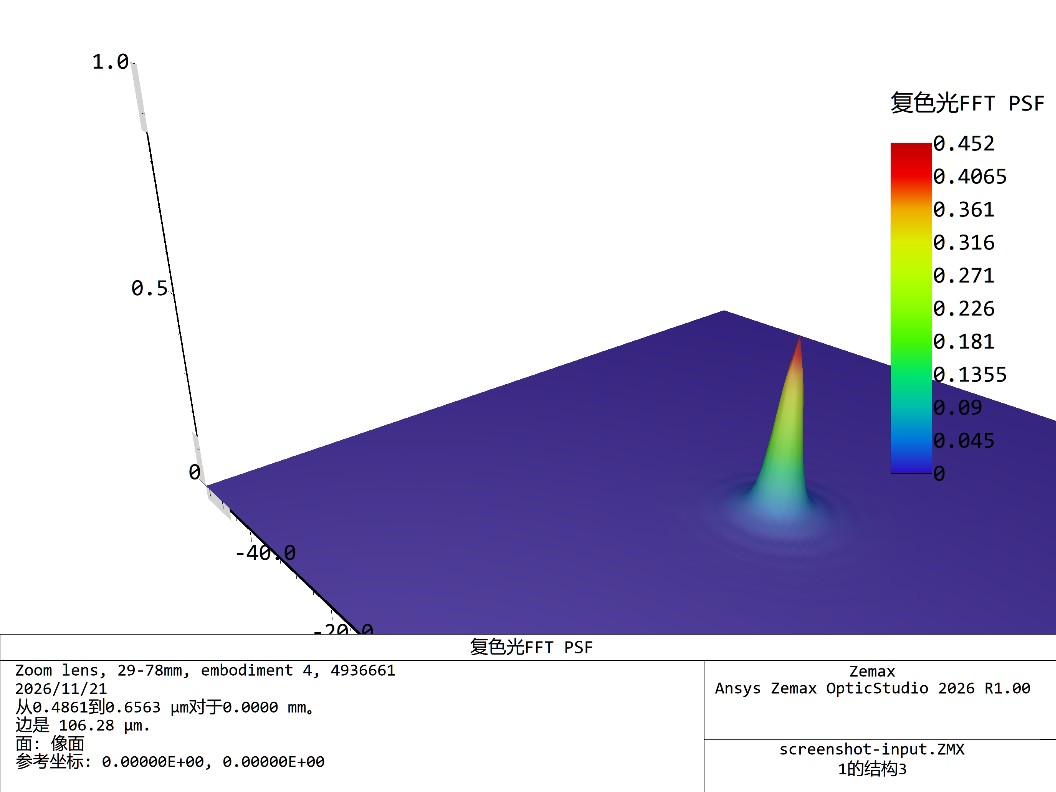 1.0
0.5
0
-40.0
-20.0
复色光FFT PSF
0.452
0.4065
0.361
0.316
0.271
0.226
0.181
0.1355
0.09
0.045
0
复色光FFT PSF
Zoom lens, 29-78mm, embodiment 4, 4936661
2026/11/21
从0.4861到0.6563 µm对于0.0000 mm。
边是 106.28 µm.
面: 像面
参考坐标: 0.00000E+00, 0.00000E+00
Zemax
Ansys Zemax OpticStudio 2026 R1.00
screenshot-input.ZMX
1的结构3